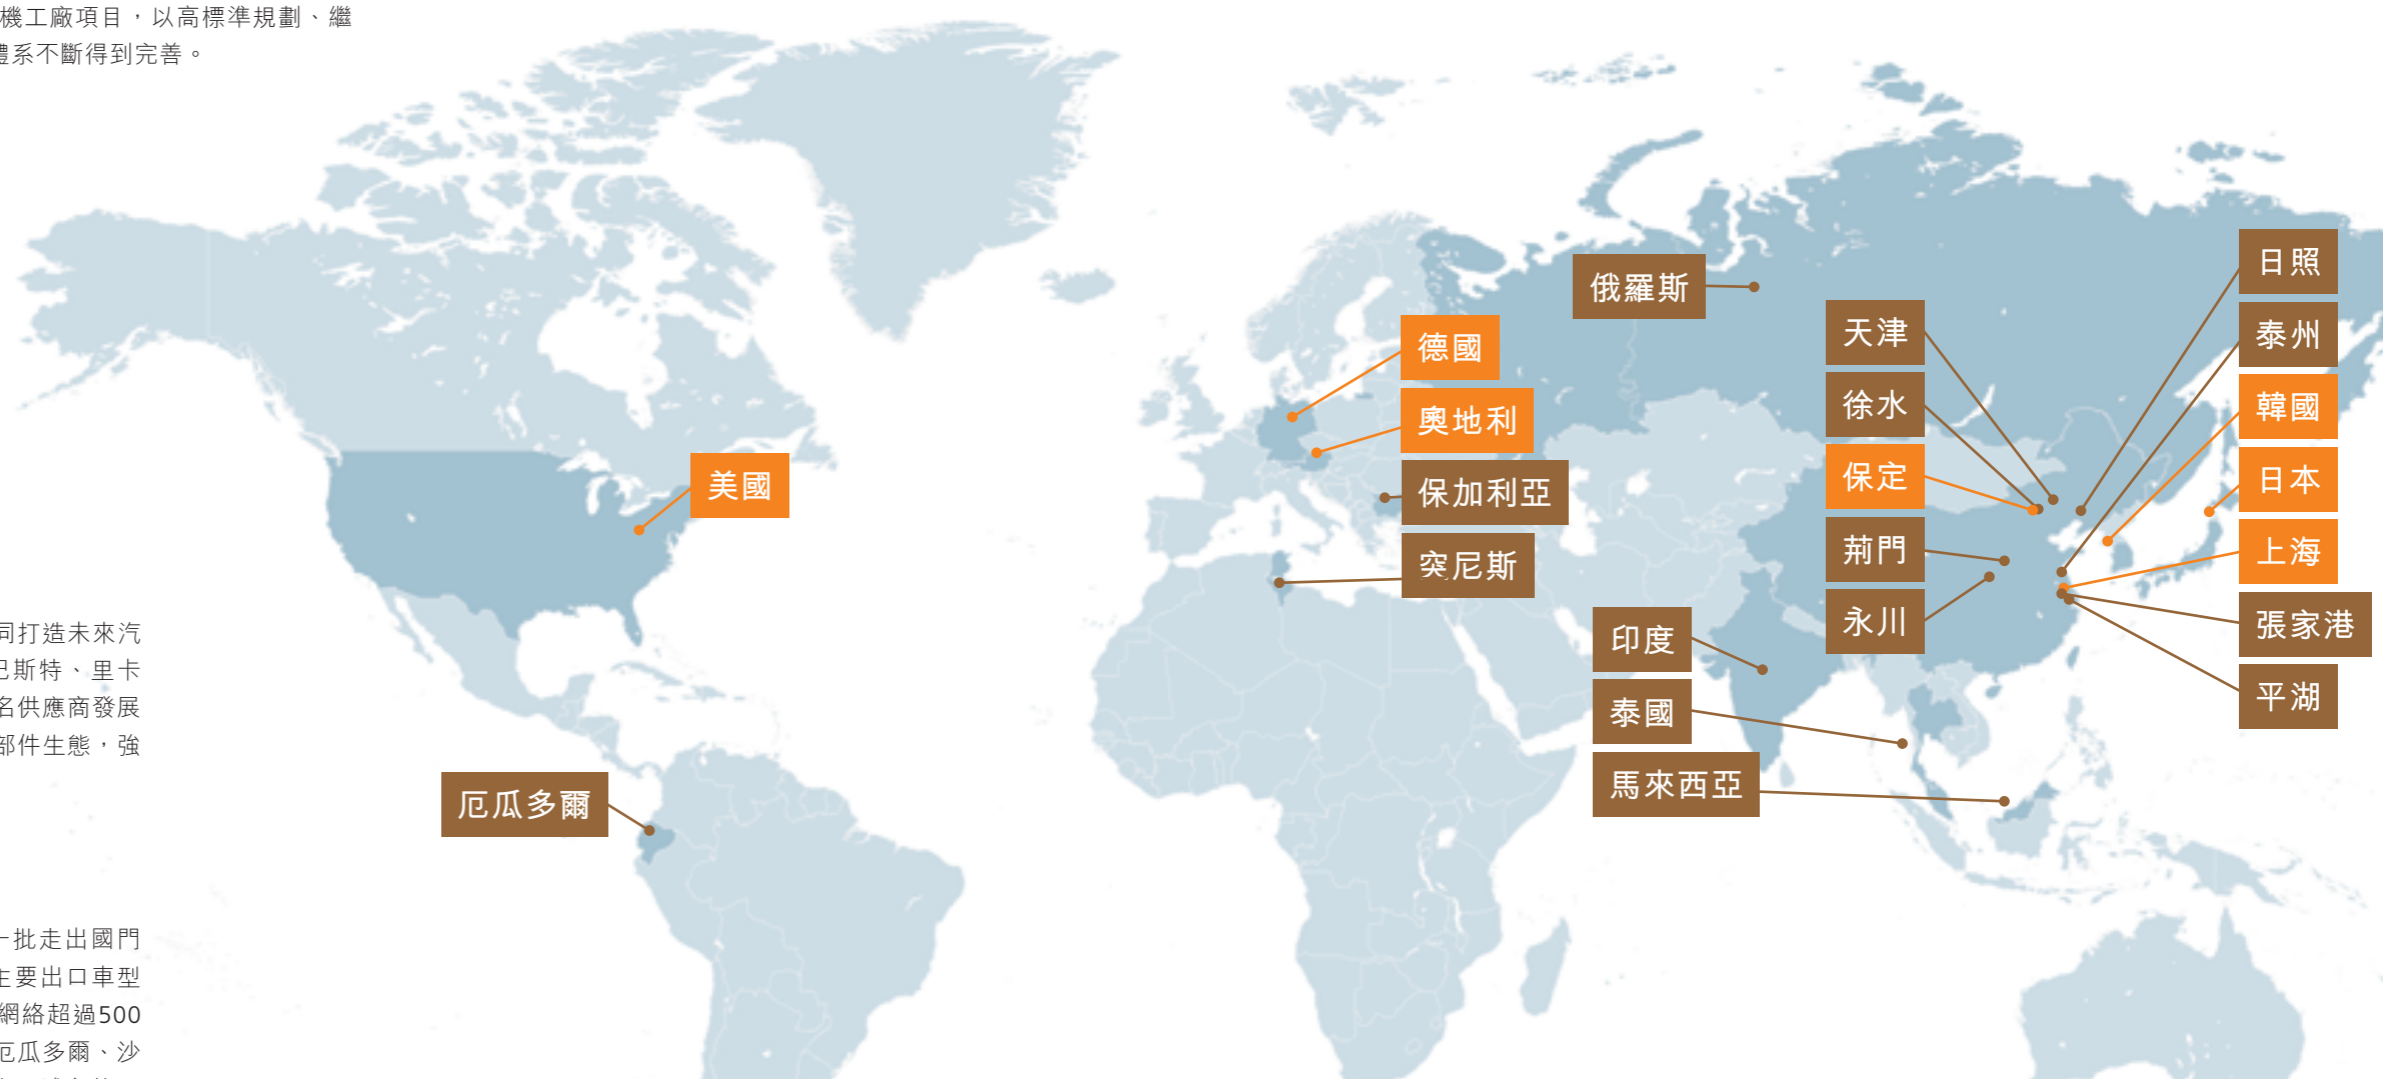 機工廠項目，以高標準規劃、繼
體系不斷得到完善。
同打造未來汽
巴斯特、里卡
名供應商發展
部件生態，強
一批走出國門
主要出口車型
網絡超過500
厄瓜多爾、沙
美國
厄瓜多爾
德國
奧地利
保加利亞
突尼斯
俄羅斯
印度
泰國
馬來西亞
天津
徐水
保定
荊門
永川
日照
泰州
韓國
日本
上海
張家港
平湖